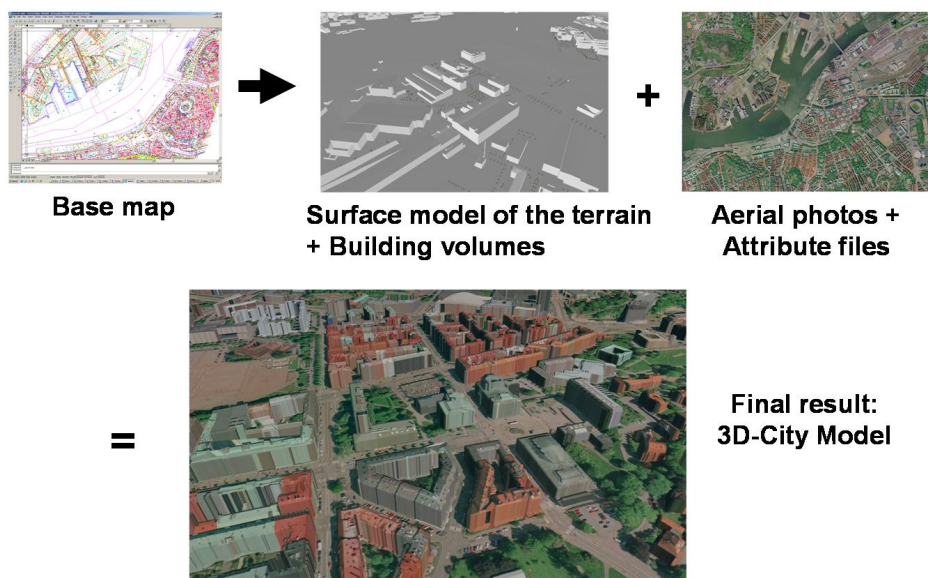 Base map
Surface model of the terrain
+ Building volumes
+
Aerial photos +
Attribute files
=
Final result:
3D-City Model